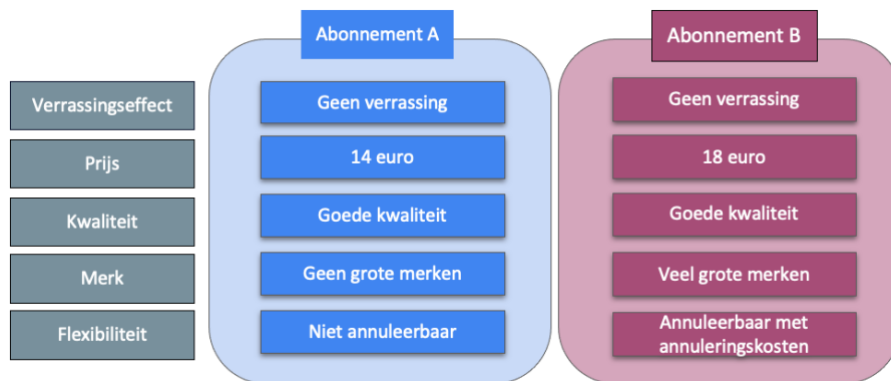 Abonnement A
Abonnement B
Verrassingseffect
Geen verrassing
Geen verrassing
Prijs
14 euro
18 euro
Kwaliteit
Goede kwaliteit
Goede kwaliteit
Merk
Geen grote merken
Veel grote merken
Flexibiliteit
Niet annuleerbaar
Annuleerbaar met
annuleringskosten